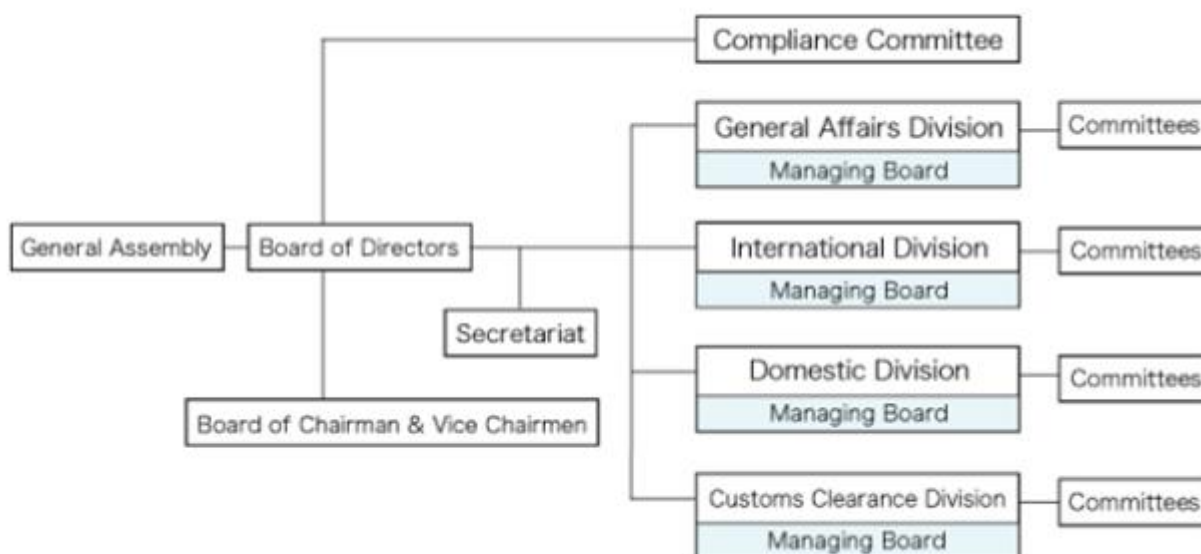 Compliance Committee
General Affairs Division
Committees
Managing Board
General Assembly
Board of Directors
International Division
Committees
Managing Board
Secretariat
Domestic Division
Committees
Managing Board
Board of Chairman & Vice Chairmen
Customs Clearance Division
Committees
Managing Board